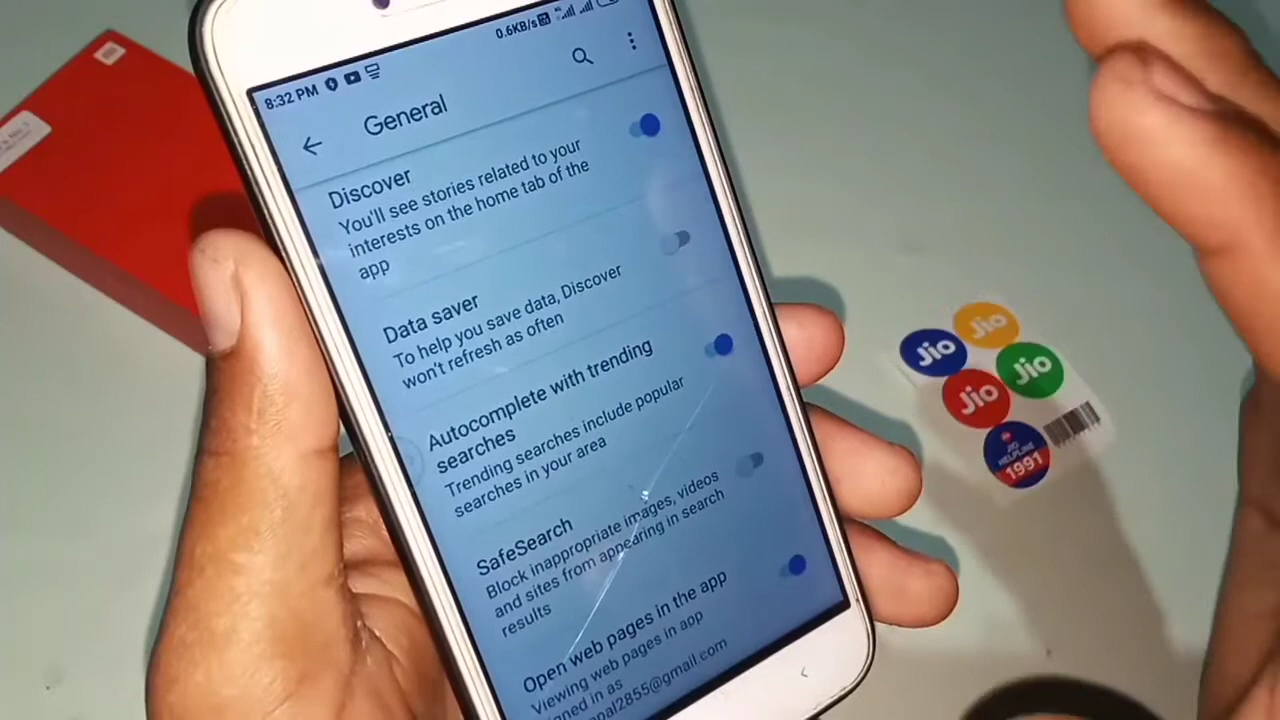 8:32 PM
0.6KB/s
General
Discover
You'll see stories related to your
interests on the home tab of the
app
Data saver
To help you save data, Discover
won't refresh as often
Autocomplete with trending
searches
Trending searches include popular
searches in your area
SafeSearch
Block inappropriate images, videos
and sites from appearing in search
results
Open web pages in the app
Viewing web pages in app
pal2855@gmail.com
Jio
Jio
Jio
Jio
JIO
HELPLINE
1991